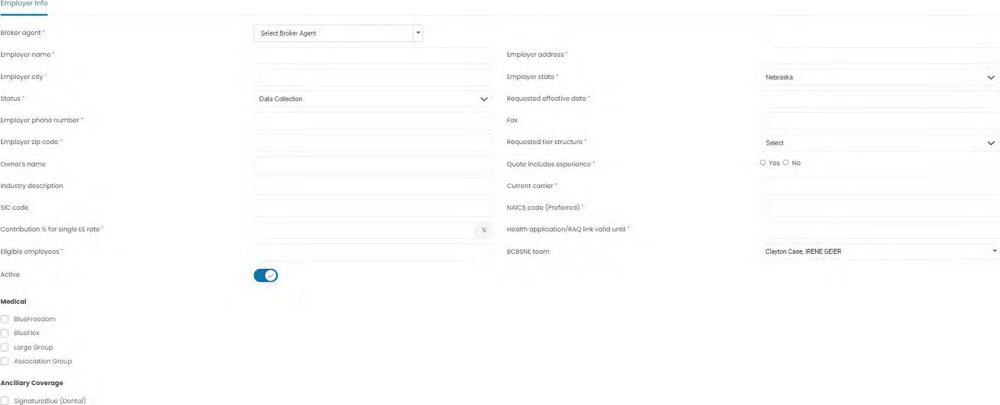 Employer Info
Broker agent * Select Broker Agent
Employer name * Employer address *
Employer city * Employer state * Nebraska
Status * Data Collection Requested effective date *
Employer phone number * Fax
Employer zip code * Requested tier structure * Select
Owner's name Quote includes experience * Yes No
Industry description Current carrier *
SIC code NAICS code (Preferred) *
Contribution % for single EE rate * % Health application/RAQ link valid until *
Eligible employees * BCBSNE team Clayton Case, IRENE GEIER
Active
Medical
BlueFreedom
BlueFlex
Large Group
Association Group
Ancillary Coverage
SignatureBlue (Dental)